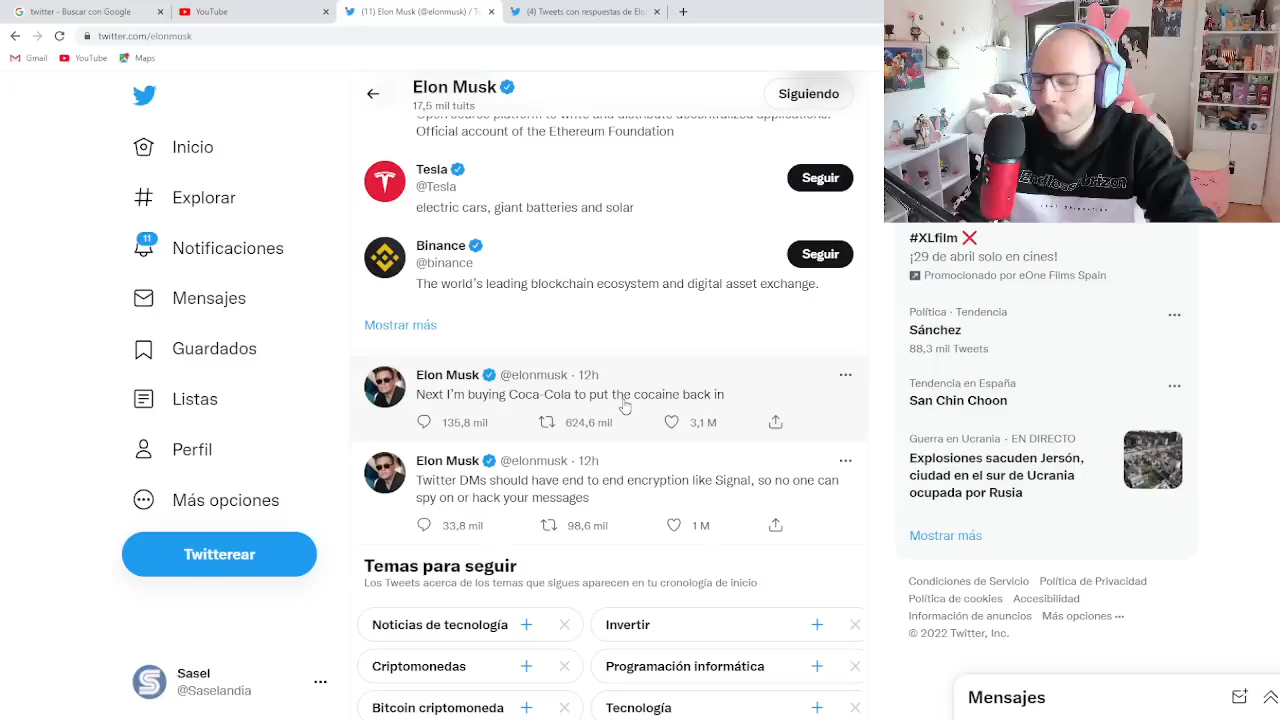 twitter - Buscar con Google
YouTube
(11) Elon Musk (@elonmusk) / T
(4) Tweets con respuestas de Elo
twitter.com/elonmusk
Gmail
YouTube
Maps
Elon Musk
17,5 mil tuits
Siguiendo
Inicio
Explorar
11
Notificaciones
Mensajes
Guardados
Listas
Perfil
Más opciones
Twitterear
Sasel
@Saselandia
Open source platform to write and distribute decentralized applications.
Official account of the Ethereum Foundation
Tesla
@Tesla
Seguir
electric cars, giant batteries and solar
Binance
@binance
Seguir
The world's leading blockchain ecosystem and digital asset exchange.
Mostrar más
Elon Musk @elonmusk · 12h
Next I'm buying Coca-Cola to put the cocaine back in
135,8 mil 624,6 mil 3,1 M
Elon Musk @elonmusk · 12h
Twitter DMs should have end to end encryption like Signal, so no one can
spy on or hack your messages
33,8 mil 98,6 mil 1 M
Temas para seguir
Los Tweets acerca de los temas que sigues aparecen en tu cronología de inicio
Noticias de tecnología
Invertir
Criptomonedas
Programación informática
Bitcoin criptomoneda
Tecnología
Endless
#XLfilm
¡29 de abril solo en cines!
Promocionado por eOne Films Spain
Política · Tendencia
Sánchez
88,3 mil Tweets
Tendencia en España
San Chin Choon
Guerra en Ucrania · EN DIRECTO
Explosiones sacuden Jersón,
ciudad en el sur de Ucrania
ocupada por Rusia
Mostrar más
Condiciones de Servicio Política de Privacidad
Política de cookies Accesibilidad
Información de anuncios Más opciones ···
© 2022 Twitter, Inc.
Mensajes